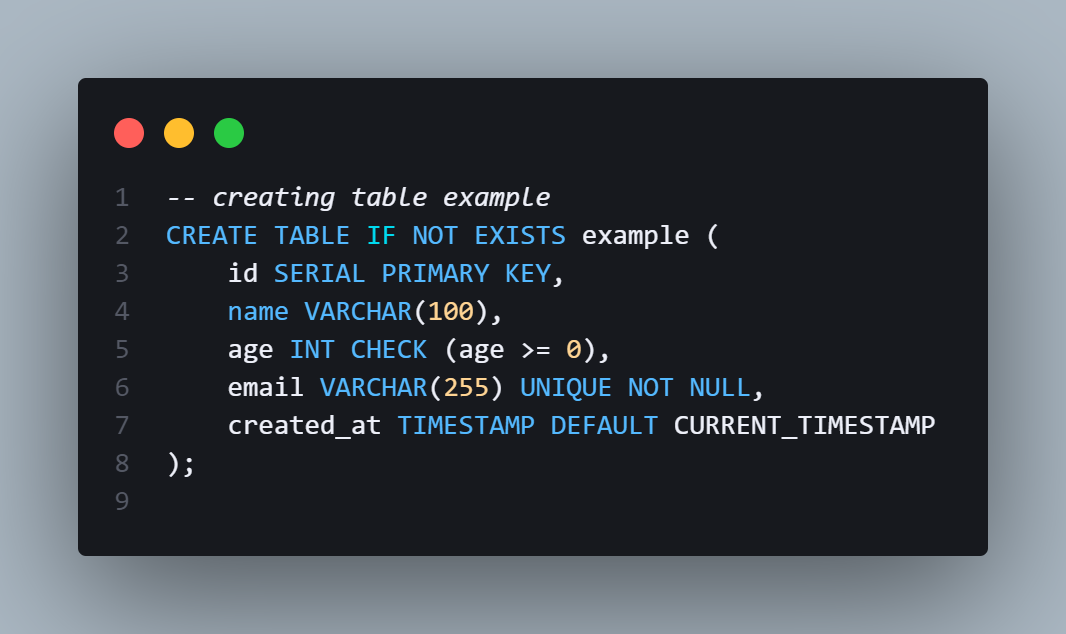 1 -- creating table example
2 CREATE TABLE IF NOT EXISTS example (
3     id SERIAL PRIMARY KEY,
4     name VARCHAR(100),
5     age INT CHECK (age >= 0),
6     email VARCHAR(255) UNIQUE NOT NULL,
7     created_at TIMESTAMP DEFAULT CURRENT_TIMESTAMP
8 );
9